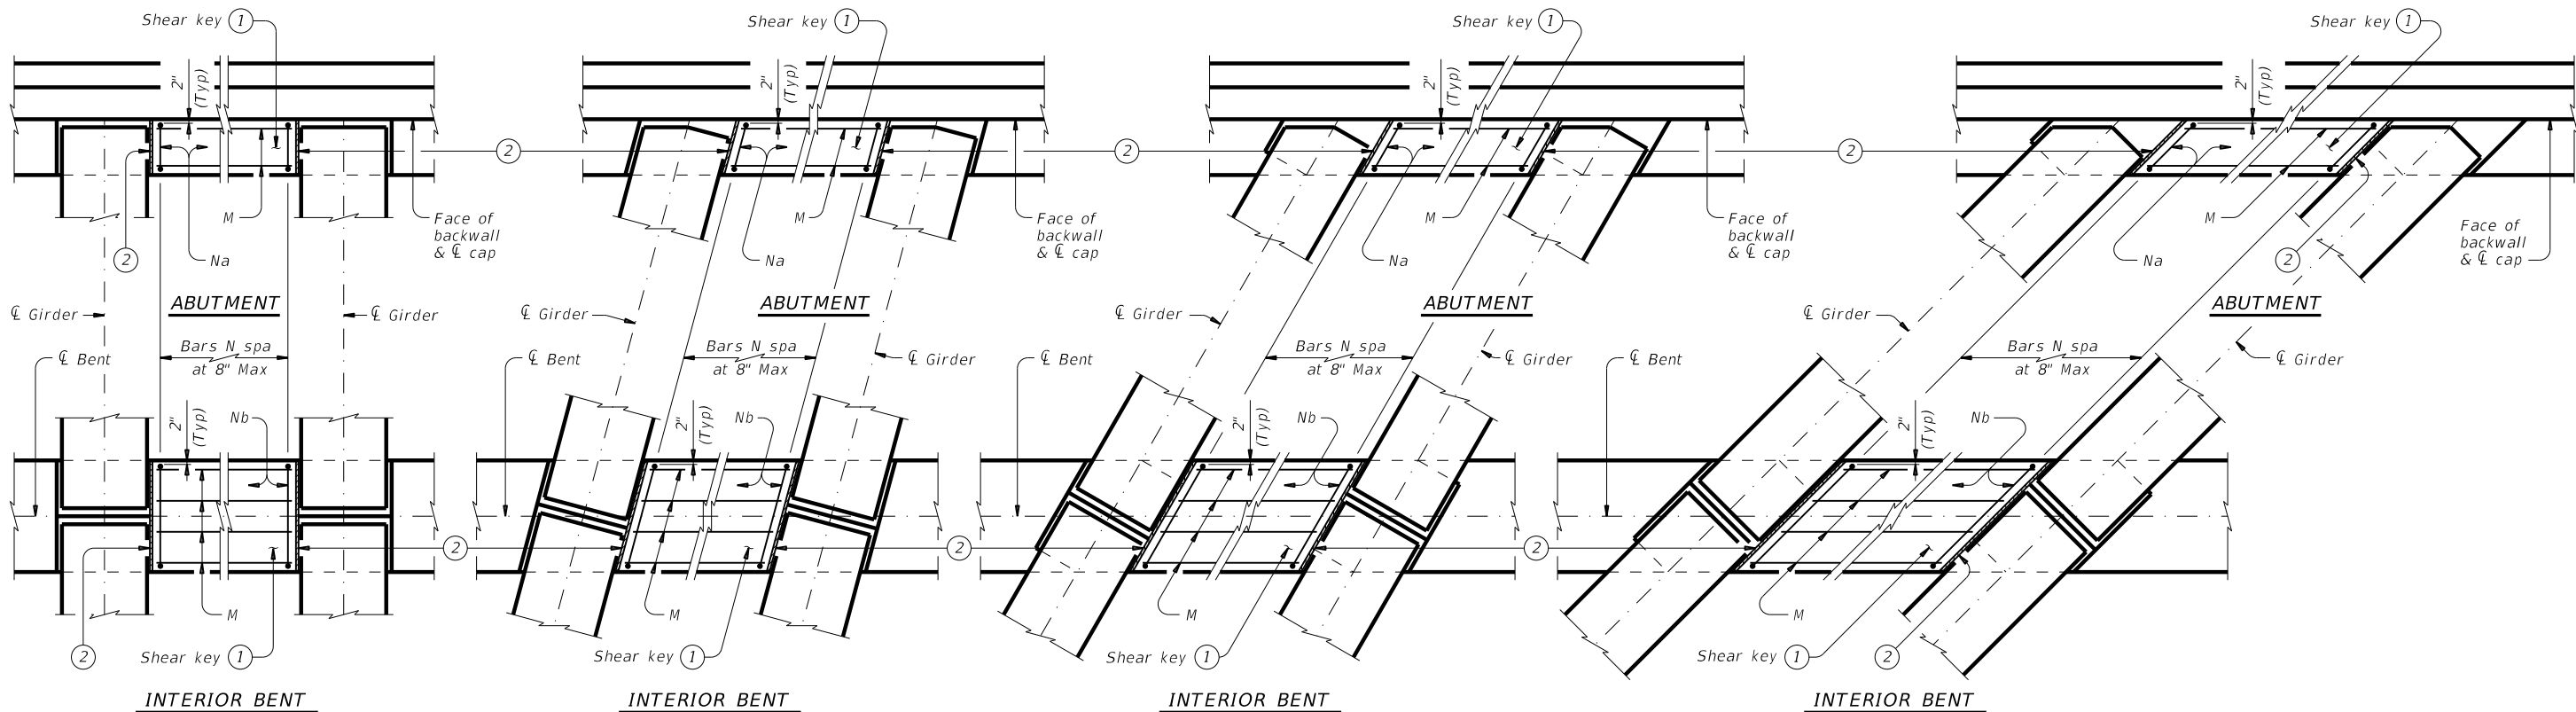 Shear key 1
Shear key 1
Shear key 1
Shear key 1
2"
(Typ)
2"
(Typ)
2"
(Typ)
2"
(Typ)
2
2
2
M
M
M
M
Face of
backwall
& ℄ cap
Face of
backwall
& ℄ cap
Face of
backwall
& ℄ cap
Face of
backwall
& ℄ cap
2
Na
Na
Na
Na
2
ABUTMENT
ABUTMENT
ABUTMENT
ABUTMENT
℄ Girder
℄ Girder
℄ Girder
℄ Girder
℄ Girder
℄ Bent
Bars N spa
at 8" Max
℄ Bent
Bars N spa
at 8" Max
℄ Girder
℄ Bent
Bars N spa
at 8" Max
℄ Girder
℄ Bent
Bars N spa
at 8" Max
℄ Girder
2"
(Typ)
Nb
2"
(Typ)
Nb
2"
(Typ)
Nb
2"
(Typ)
Nb
2
2
2
M
M
M
M
2
Shear key 1
Shear key 1
Shear key 1
Shear key 1
2
INTERIOR BENT
INTERIOR BENT
INTERIOR BENT
INTERIOR BENT